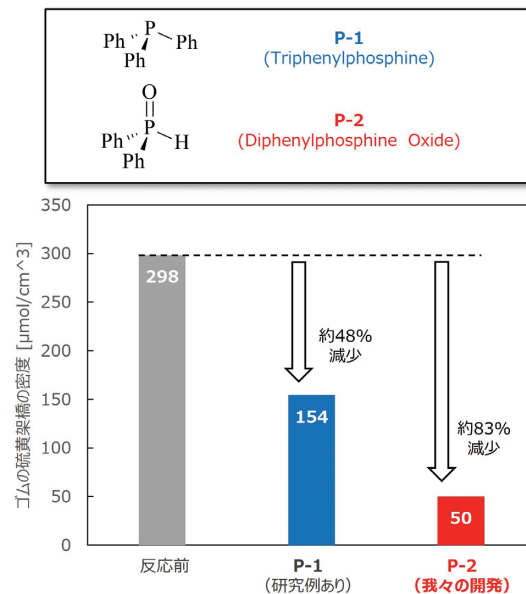 Ph
P
Ph
Ph
P-1
(Triphenylphosphine)
O
P
Ph
H
Ph
P-2
(Diphenylphosphine Oxide)
ゴムの硫黄架橋の密度 [μmol/cm^3]
350
300
250
200
150
100
50
0
298
約48%
減少
154
約83%
減少
50
反応前
P-1
(研究例あり)
P-2
(我々の開発)